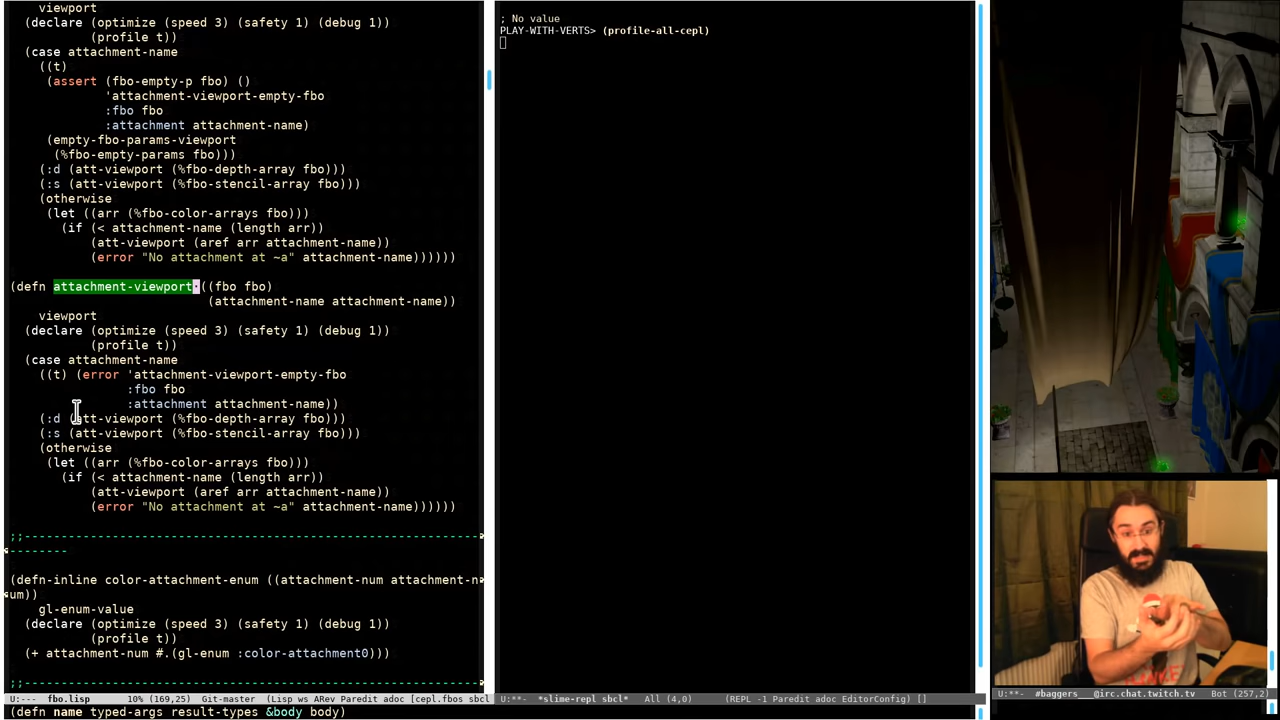 viewport
(declare (optimize (speed 3) (safety 1) (debug 1))
(profile t))
(case attachment-name
((t)
(assert (fbo-empty-p fbo) ()
'attachment-viewport-empty-fbo
:fbo fbo
:attachment attachment-name)
(empty-fbo-params-viewport
(%fbo-empty-params fbo)))
(:d (att-viewport (%fbo-depth-array fbo)))
(:s (att-viewport (%fbo-stencil-array fbo)))
(otherwise
(let ((arr (%fbo-color-arrays fbo)))
(if (< attachment-name (length arr))
(att-viewport (aref arr attachment-name))
(error "No attachment at ~a" attachment-name))))))
(defn attachment-viewport ((fbo fbo)
(attachment-name attachment-name))
viewport
(declare (optimize (speed 3) (safety 1) (debug 1))
(profile t))
(case attachment-name
((t) (error 'attachment-viewport-empty-fbo
:fbo fbo
:attachment attachment-name))
(:d (att-viewport (%fbo-depth-array fbo)))
(:s (att-viewport (%fbo-stencil-array fbo)))
(otherwise
(let ((arr (%fbo-color-arrays fbo)))
(if (< attachment-name (length arr))
(att-viewport (aref arr attachment-name))
(error "No attachment at ~a" attachment-name))))))
;;----------------------------------------------------------------
--------
(defn-inline color-attachment-enum ((attachment-num attachment-n
um))
gl-enum-value
(declare (optimize (speed 3) (safety 1) (debug 1))
(profile t))
(+ attachment-num #.(gl-enum :color-attachment0)))
;;----------------------------------------------------------------
U:--- fbo.lisp 10% (169,25) Git-master (Lisp ws ARev Paredit adoc [cepl.fbos sbcl
(defn name typed-args result-types &body body)
; No value
PLAY-WITH-VERTS> (profile-all-cepl)
U:**- *slime-repl sbcl* All (4,0) (REPL -1 Paredit adoc EditorConfig) []
U:**- #baggers___@irc.chat.twitch.tv Bot (257,2)